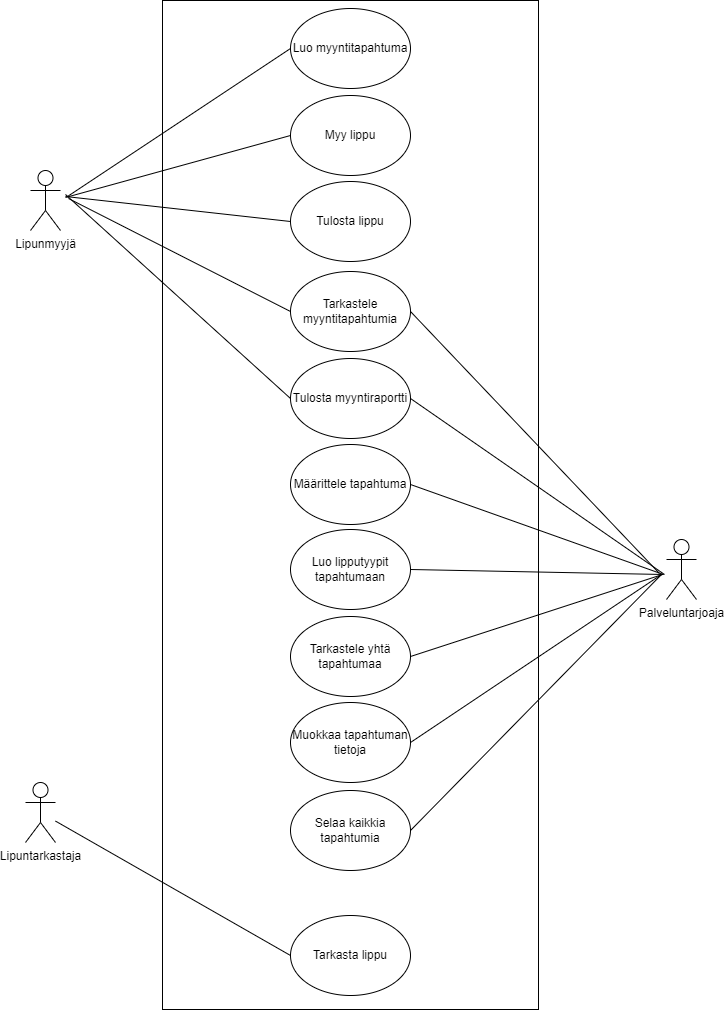 Luo myyntitapahtuma
Myy lippu
Lipunmyyjä
Tulosta lippu
Tarkastele
myyntitapahtumia
Tulosta myyntiraportti
Määrittele tapahtuma
Luo lipputyypit
tapahtumaan
Palveluntarjoaja
Tarkastele yhtä
tapahtumaa
Muokkaa tapahtuman
tietoja
Selaa kaikkia
tapahtumia
Lipuntarkastaja
Tarkasta lippu